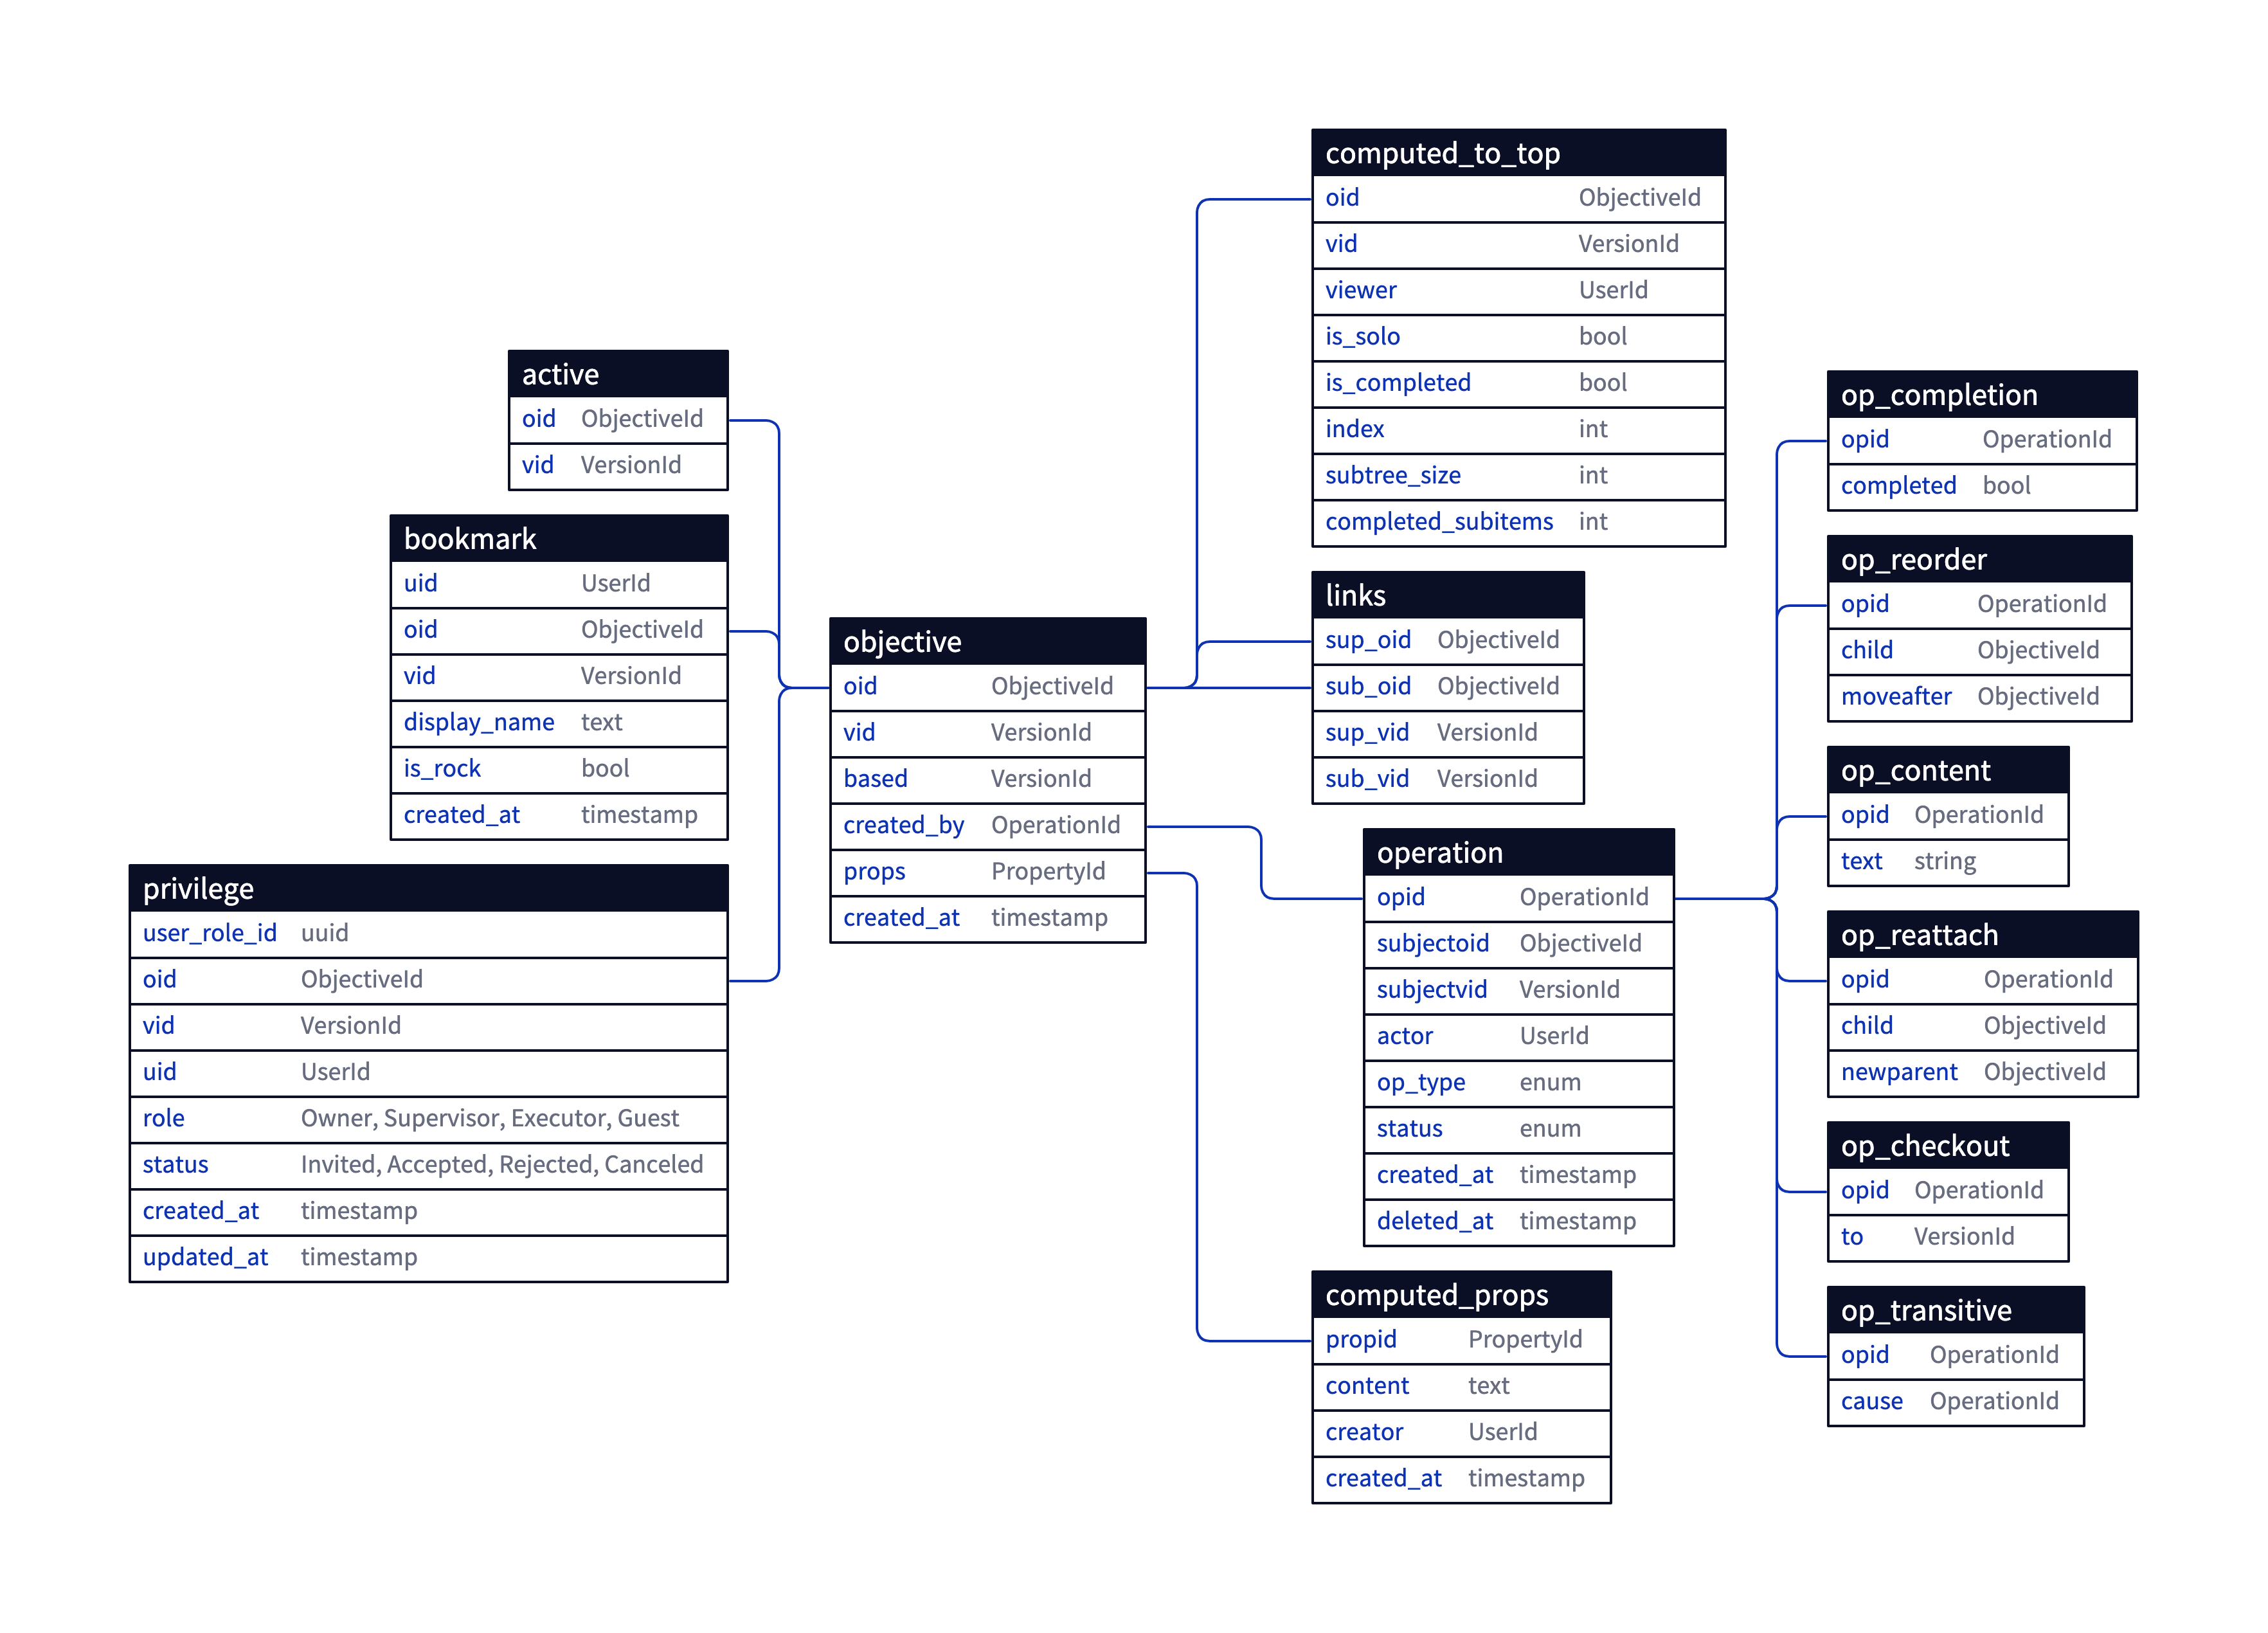 active
oid ObjectiveId
vid VersionId
bookmark
uid UserId
oid ObjectiveId
vid VersionId
display_name text
is_rock bool
created_at timestamp
privilege
user_role_id uuid
oid ObjectiveId
vid VersionId
uid UserId
role Owner, Supervisor, Executor, Guest
status Invited, Accepted, Rejected, Canceled
created_at timestamp
updated_at timestamp
objective
oid ObjectiveId
vid VersionId
based VersionId
created_by OperationId
props PropertyId
created_at timestamp
computed_to_top
oid ObjectiveId
vid VersionId
viewer UserId
is_solo bool
is_completed bool
index int
subtree_size int
completed_subitems int
links
sup_oid ObjectiveId
sub_oid ObjectiveId
sup_vid VersionId
sub_vid VersionId
operation
opid OperationId
subjectoid ObjectiveId
subjectvid VersionId
actor UserId
op_type enum
status enum
created_at timestamp
deleted_at timestamp
computed_props
propid PropertyId
content text
creator UserId
created_at timestamp
op_completion
opid OperationId
completed bool
op_reorder
opid OperationId
child ObjectiveId
moveafter ObjectiveId
op_content
opid OperationId
text string
op_reattach
opid OperationId
child ObjectiveId
newparent ObjectiveId
op_checkout
opid OperationId
to VersionId
op_transitive
opid OperationId
cause OperationId